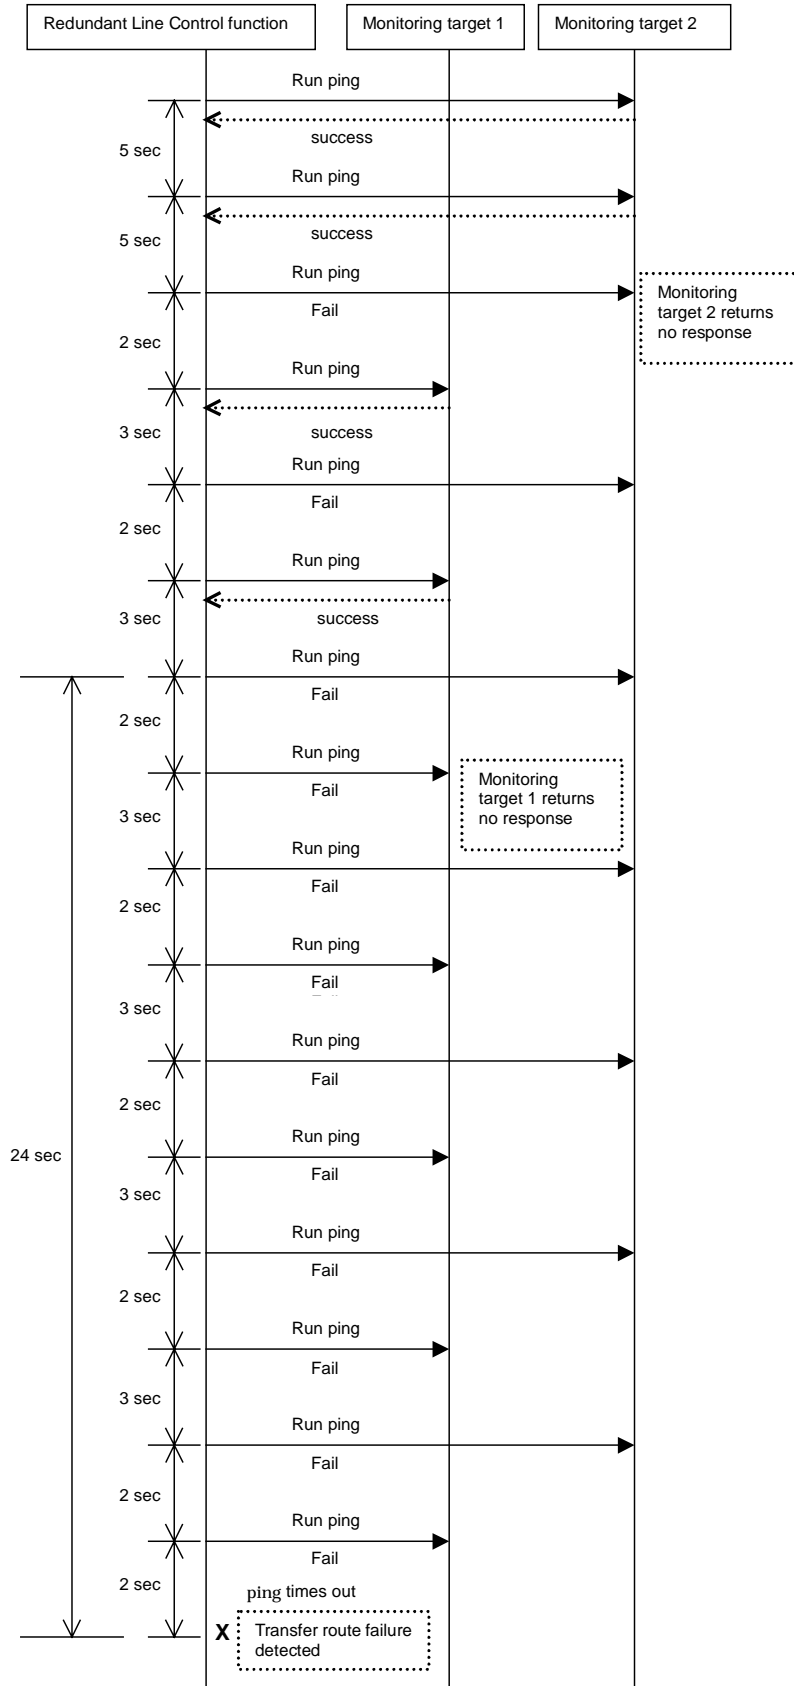 Redundant Line Control function
Monitoring target 1
Monitoring target 2
Run ping
success
5 sec
Run ping
success
5 sec
Run ping
Fail
Monitoring
target 2 returns
no response
2 sec
Run ping
success
3 sec
Run ping
Fail
2 sec
Run ping
success
3 sec
Run ping
Fail
2 sec
Run ping
Fail
Monitoring
target 1 returns
no response
3 sec
Run ping
Fail
2 sec
Run ping
Fail
3 sec
Run ping
Fail
2 sec
Run ping
24 sec
Fail
3 sec
Run ping
Fail
2 sec
Run ping
Fail
3 sec
Run ping
Fail
2 sec
Run ping
Fail
2 sec
ping times out
X
Transfer route failure
detected